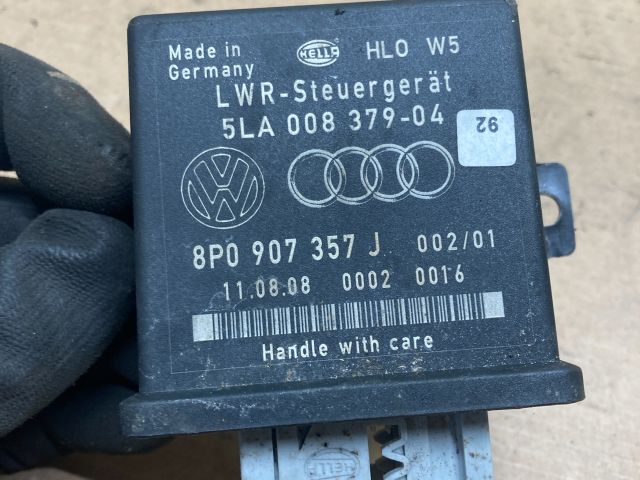 Made in
Germany
HELLA
HLO W5
LWR-Steuergerät
5LA 008 379-04
92
8P0 907 357 J 002/01
11.08.08 0002 0016
Handle with care
HELLA